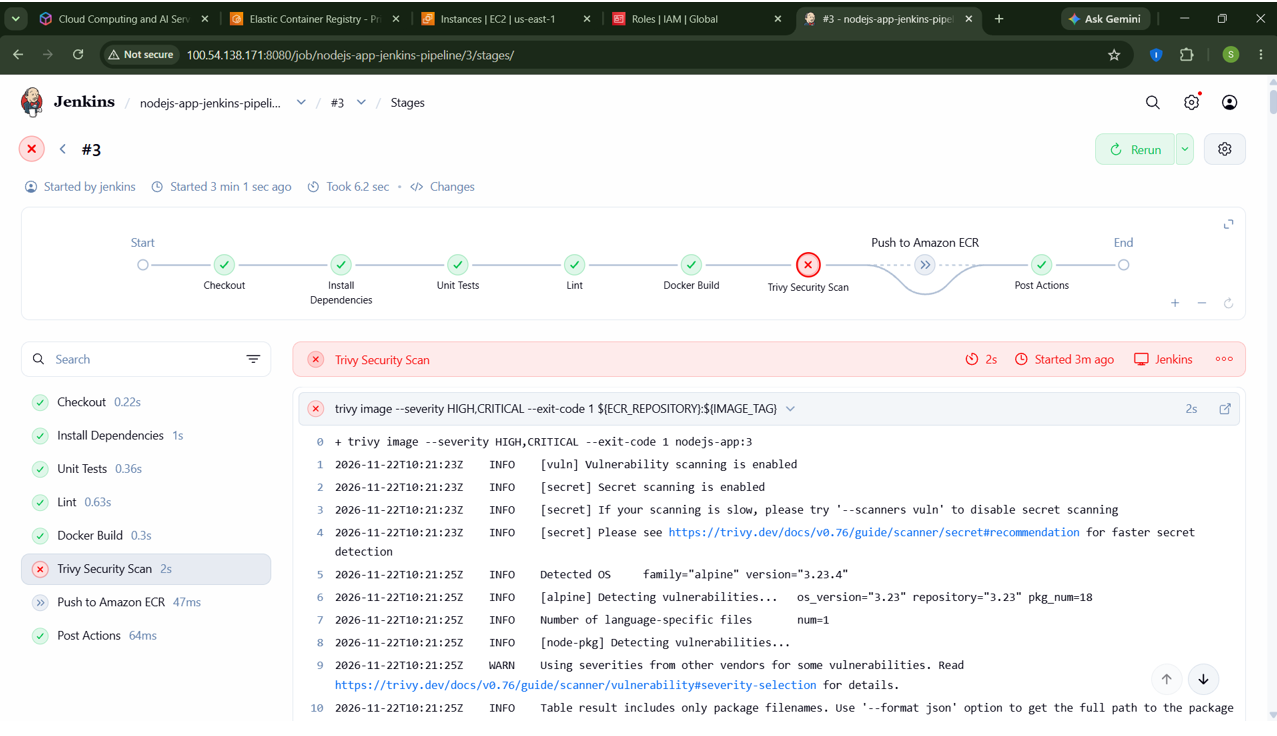 Cloud Computing and AI Serv
Elastic Container Registry - Pr
Instances | EC2 | us-east-1
Roles | IAM | Global
#3 - nodejs-app-jenkins-pipel
Ask Gemini
Not secure
100.54.138.171:8080/job/nodejs-app-jenkins-pipeline/3/stages/
S
Jenkins / nodejs-app-jenkins-pipeli... / #3 / Stages
#3
Rerun
Started by jenkins Started 3 min 1 sec ago Took 6.2 sec • Changes
Start
Push to Amazon ECR
End
Checkout
Install
Dependencies
Unit Tests
Lint
Docker Build
Trivy Security Scan
Post Actions
Search
Trivy Security Scan 2s Started 3m ago Jenkins
Checkout 0.22s
Install Dependencies 1s
Unit Tests 0.36s
Lint 0.63s
Docker Build 0.3s
Trivy Security Scan 2s
Push to Amazon ECR 47ms
Post Actions 64ms
trivy image --severity HIGH,CRITICAL --exit-code 1 ${ECR_REPOSITORY}:${IMAGE_TAG} 2s
0 + trivy image --severity HIGH,CRITICAL --exit-code 1 nodejs-app:3
1 2026-11-22T10:21:23Z INFO [vuln] Vulnerability scanning is enabled
2 2026-11-22T10:21:23Z INFO [secret] Secret scanning is enabled
3 2026-11-22T10:21:23Z INFO [secret] If your scanning is slow, please try '--scanners vuln' to disable secret scanning
4 2026-11-22T10:21:23Z INFO [secret] Please see https://trivy.dev/docs/v0.76/guide/scanner/secret#recommendation for faster secret
detection
5 2026-11-22T10:21:25Z INFO Detected OS family="alpine" version="3.23.4"
6 2026-11-22T10:21:25Z INFO [alpine] Detecting vulnerabilities... os_version="3.23" repository="3.23" pkg_num=18
7 2026-11-22T10:21:25Z INFO Number of language-specific files num=1
8 2026-11-22T10:21:25Z INFO [node-pkg] Detecting vulnerabilities...
9 2026-11-22T10:21:25Z WARN Using severities from other vendors for some vulnerabilities. Read
https://trivy.dev/docs/v0.76/guide/scanner/vulnerability#severity-selection for details.
10 2026-11-22T10:21:25Z INFO Table result includes only package filenames. Use '--format json' option to get the full path to the package